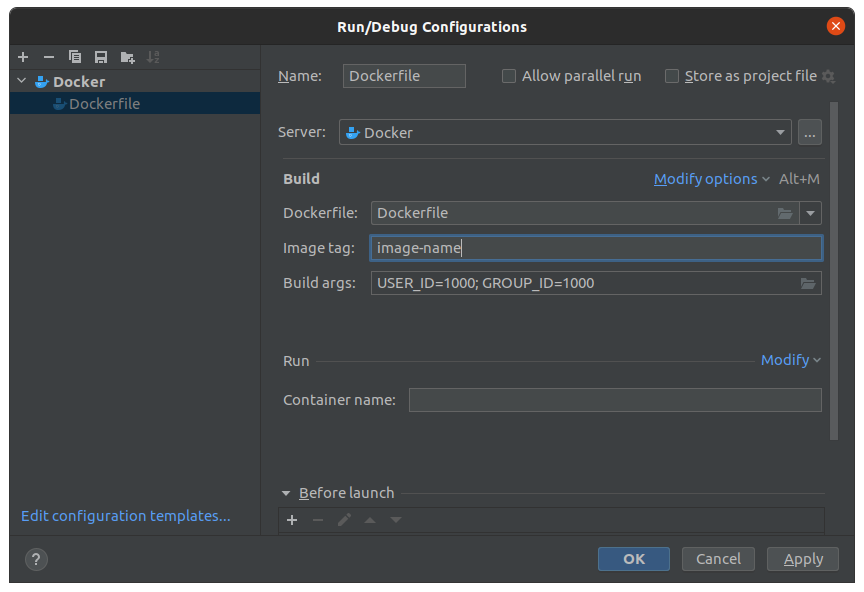 Run/Debug Configurations
Docker
Dockerfile
Edit configuration templates...
Name: Dockerfile Allow parallel run Store as project file
Server: Docker ...
Build Modify options Alt+M
Dockerfile: Dockerfile
Image tag: image-name
Build args: USER_ID=1000; GROUP_ID=1000
Run Modify
Container name:
Before launch
? OK Cancel Apply